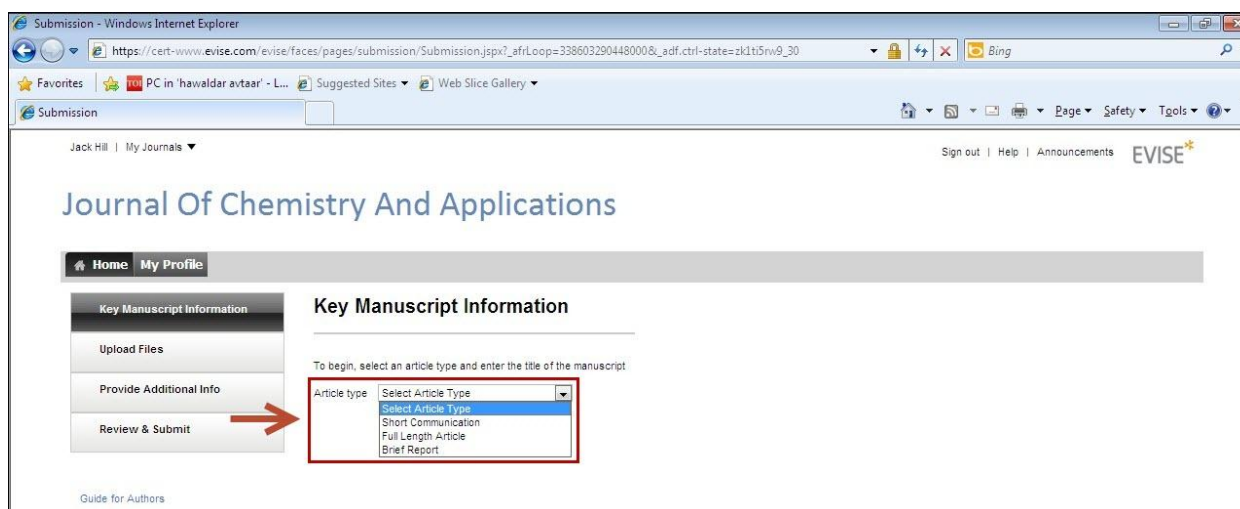 Submission - Windows Internet Explorer
https://cert-www.evise.com/evise/faces/pages/submission/Submission.jspx?_afrLoop=338603290448000&_adf.ctrl-state=zk1ti5rw9_30
Bing
Favorites TOI PC in 'hawaldar avtaar' - L... Suggested Sites Web Slice Gallery
Submission
Page Safety Tools
Jack Hill | My Journals
Sign out | Help | Announcements EVISE
Journal Of Chemistry And Applications
Home My Profile
Key Manuscript Information
Upload Files
Provide Additional Info
Review & Submit
Guide for Authors
Key Manuscript Information
To begin, select an article type and enter the title of the manuscript
Article type Select Article Type
Select Article Type
Short Communication
Full Length Article
Brief Report